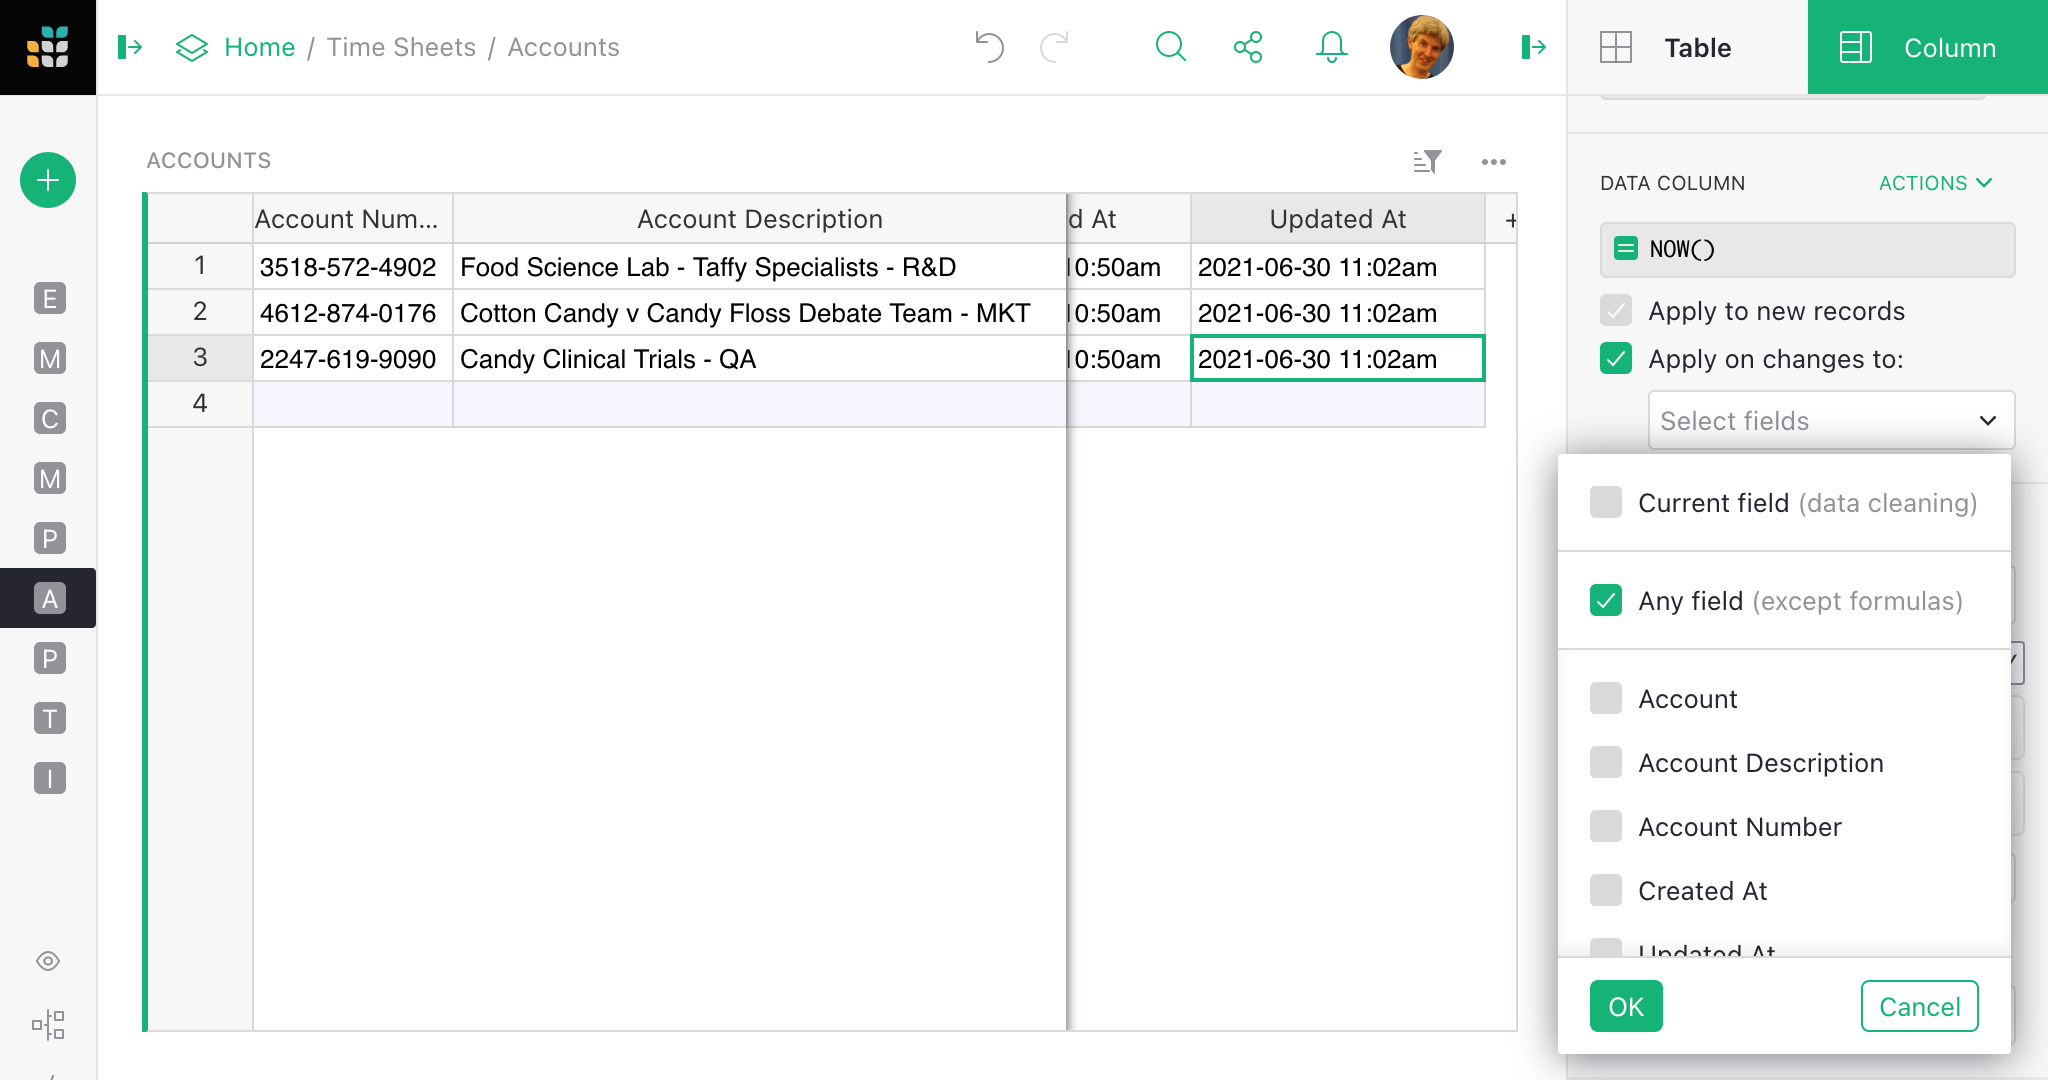 Home / Time Sheets / Accounts
Table
Column
ACCOUNTS
Account Num... Account Description d At Updated At +
1 3518-572-4902 Food Science Lab - Taffy Specialists - R&D 0:50am 2021-06-30 11:02am
2 4612-874-0176 Cotton Candy v Candy Floss Debate Team - MKT 0:50am 2021-06-30 11:02am
3 2247-619-9090 Candy Clinical Trials - QA 0:50am 2021-06-30 11:02am
4
E
M
C
M
P
A
P
T
I
DATA COLUMN ACTIONS
= NOW()
Apply to new records
Apply on changes to:
Select fields
Current field (data cleaning)
Any field (except formulas)
Account
Account Description
Account Number
Created At
Updated At
OK Cancel